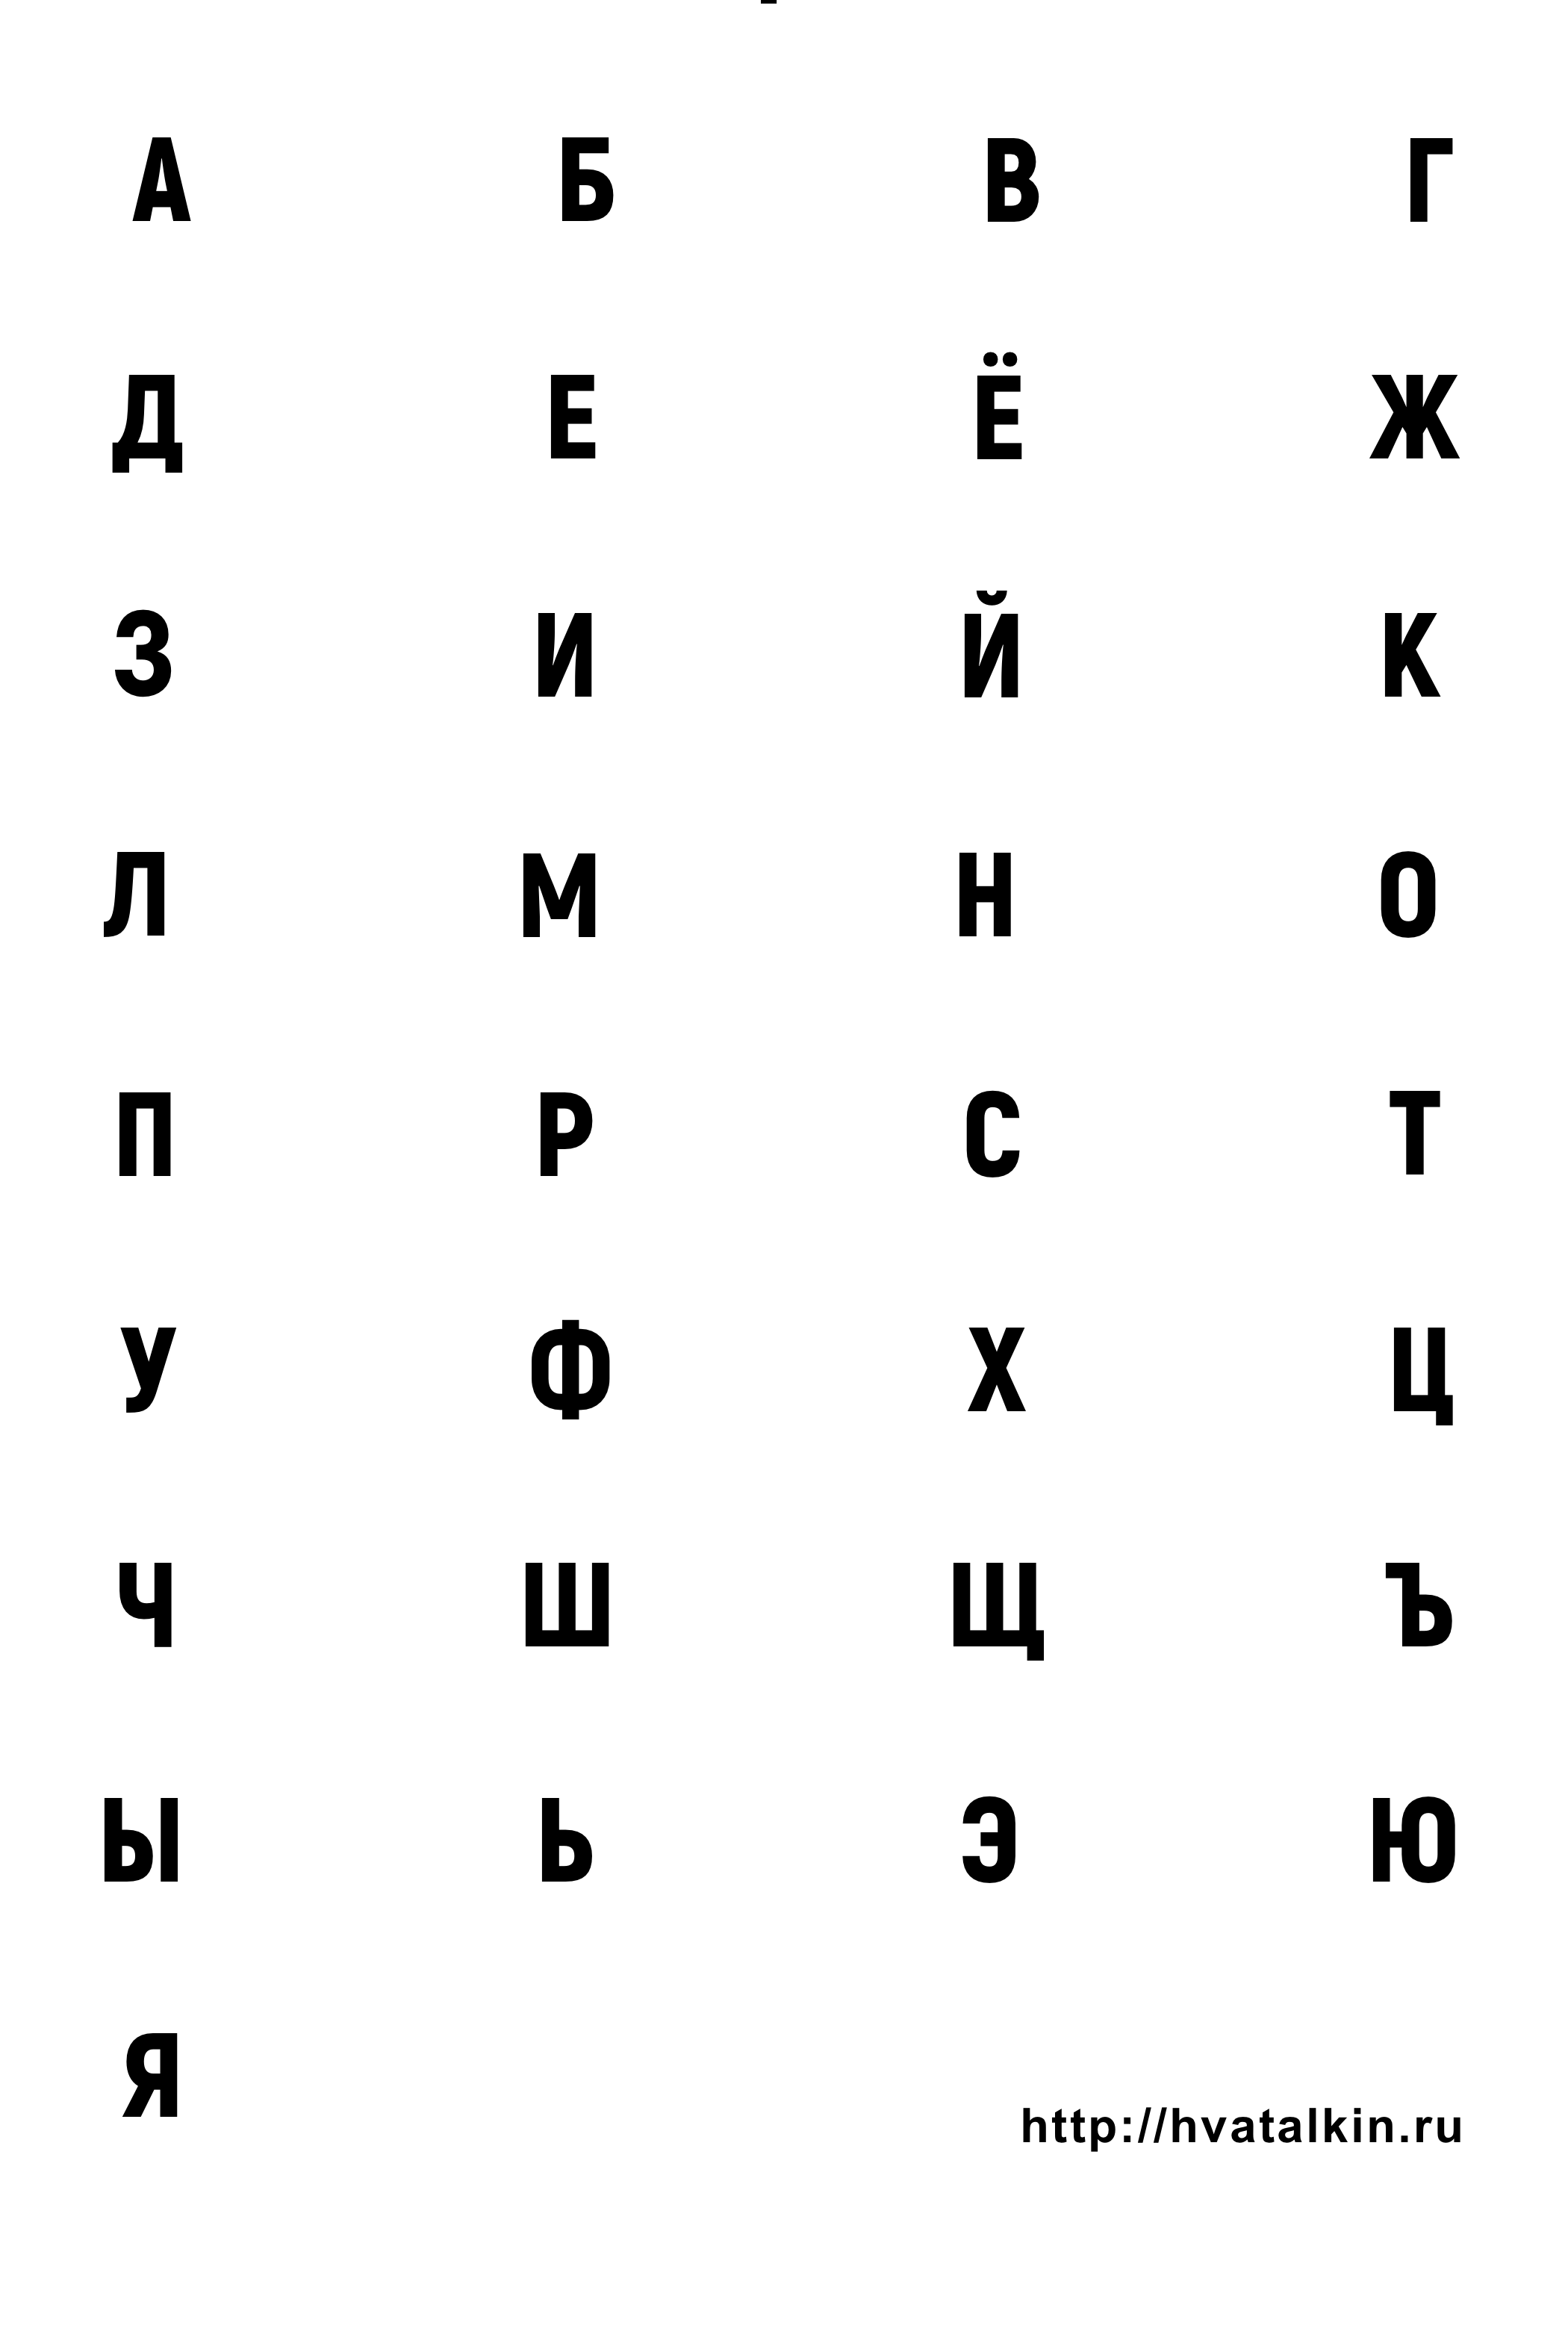 А Б В Г
Д Е Ё Ж
З И Й К
Л М Н О
П Р С Т
У Ф Х Ц
Ч Ш Щ Ъ
Ы Ь Э Ю
Я
http://hvatalkin.ru